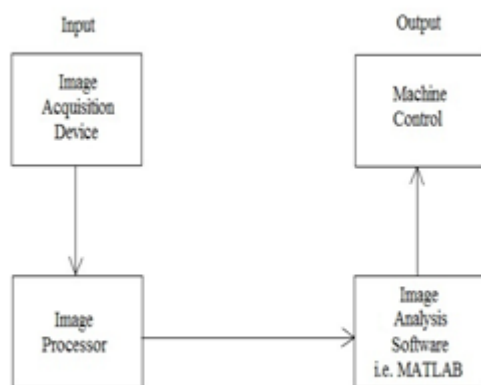 Input
Output
Image
Acquisition
Device
Machine
Control
Image
Processor
Image
Analysis
Software
i.e. MATLAB